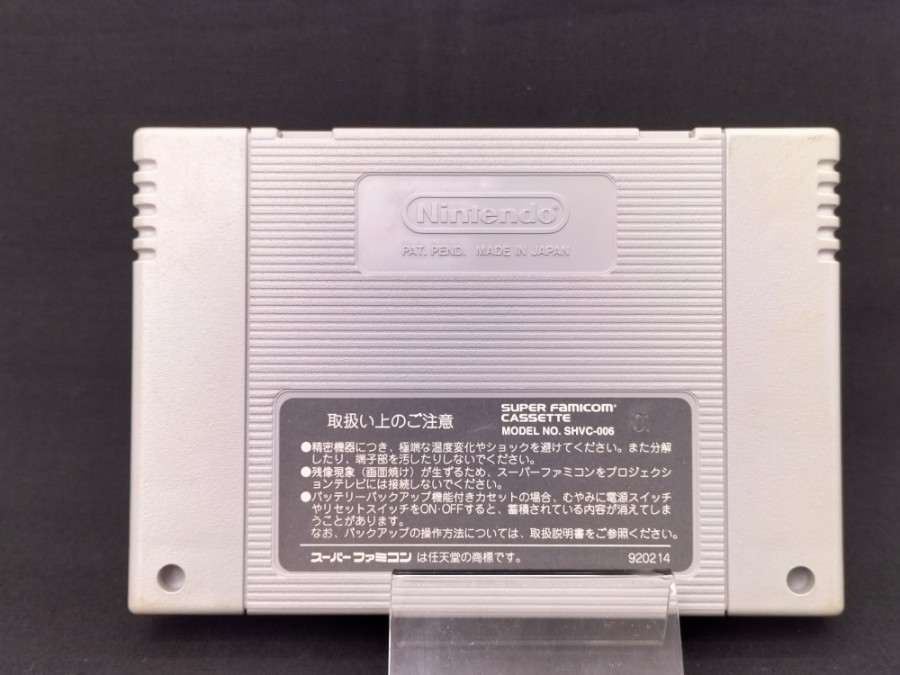 Nintendo®
PAT. PEND. MADE IN JAPAN
取扱い上のご注意
SUPER FAMICOM®
CASSETTE
MODEL NO. SHVC-006
01
●精密機器につき、極端な温度変化やショックを避けてください。また分解
したり、端子部を汚したりしないでください。
●残像現象（画面焼け）が生ずるため、スーパーファミコンをプロジェクシ
ョンテレビには接続しないでください。
●バッテリーバックアップ機能付きカセットの場合、むやみに電源スイッチ
やリセットスイッチをON･OFFすると、蓄積されている内容が消えてしま
うことがあります。
なお、バックアップの操作方法については、取扱説明書をご参照ください。
スーパーファミコン は任天堂の商標です。
920214